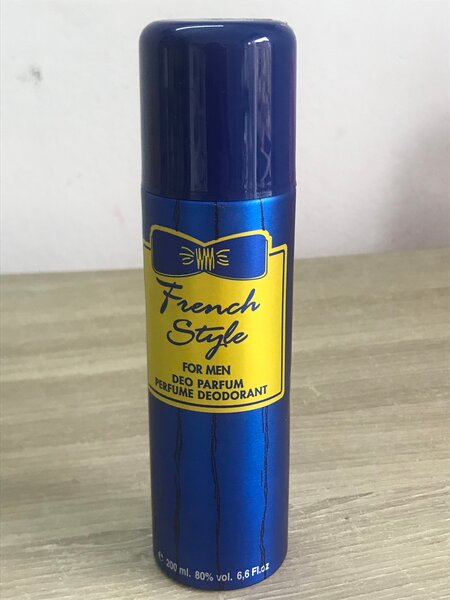 French
Style
FOR MEN
DEO PARFUM
PERFUME DEODORANT
℮ 200 ml. 80% vol. 6,6 Fl.oz